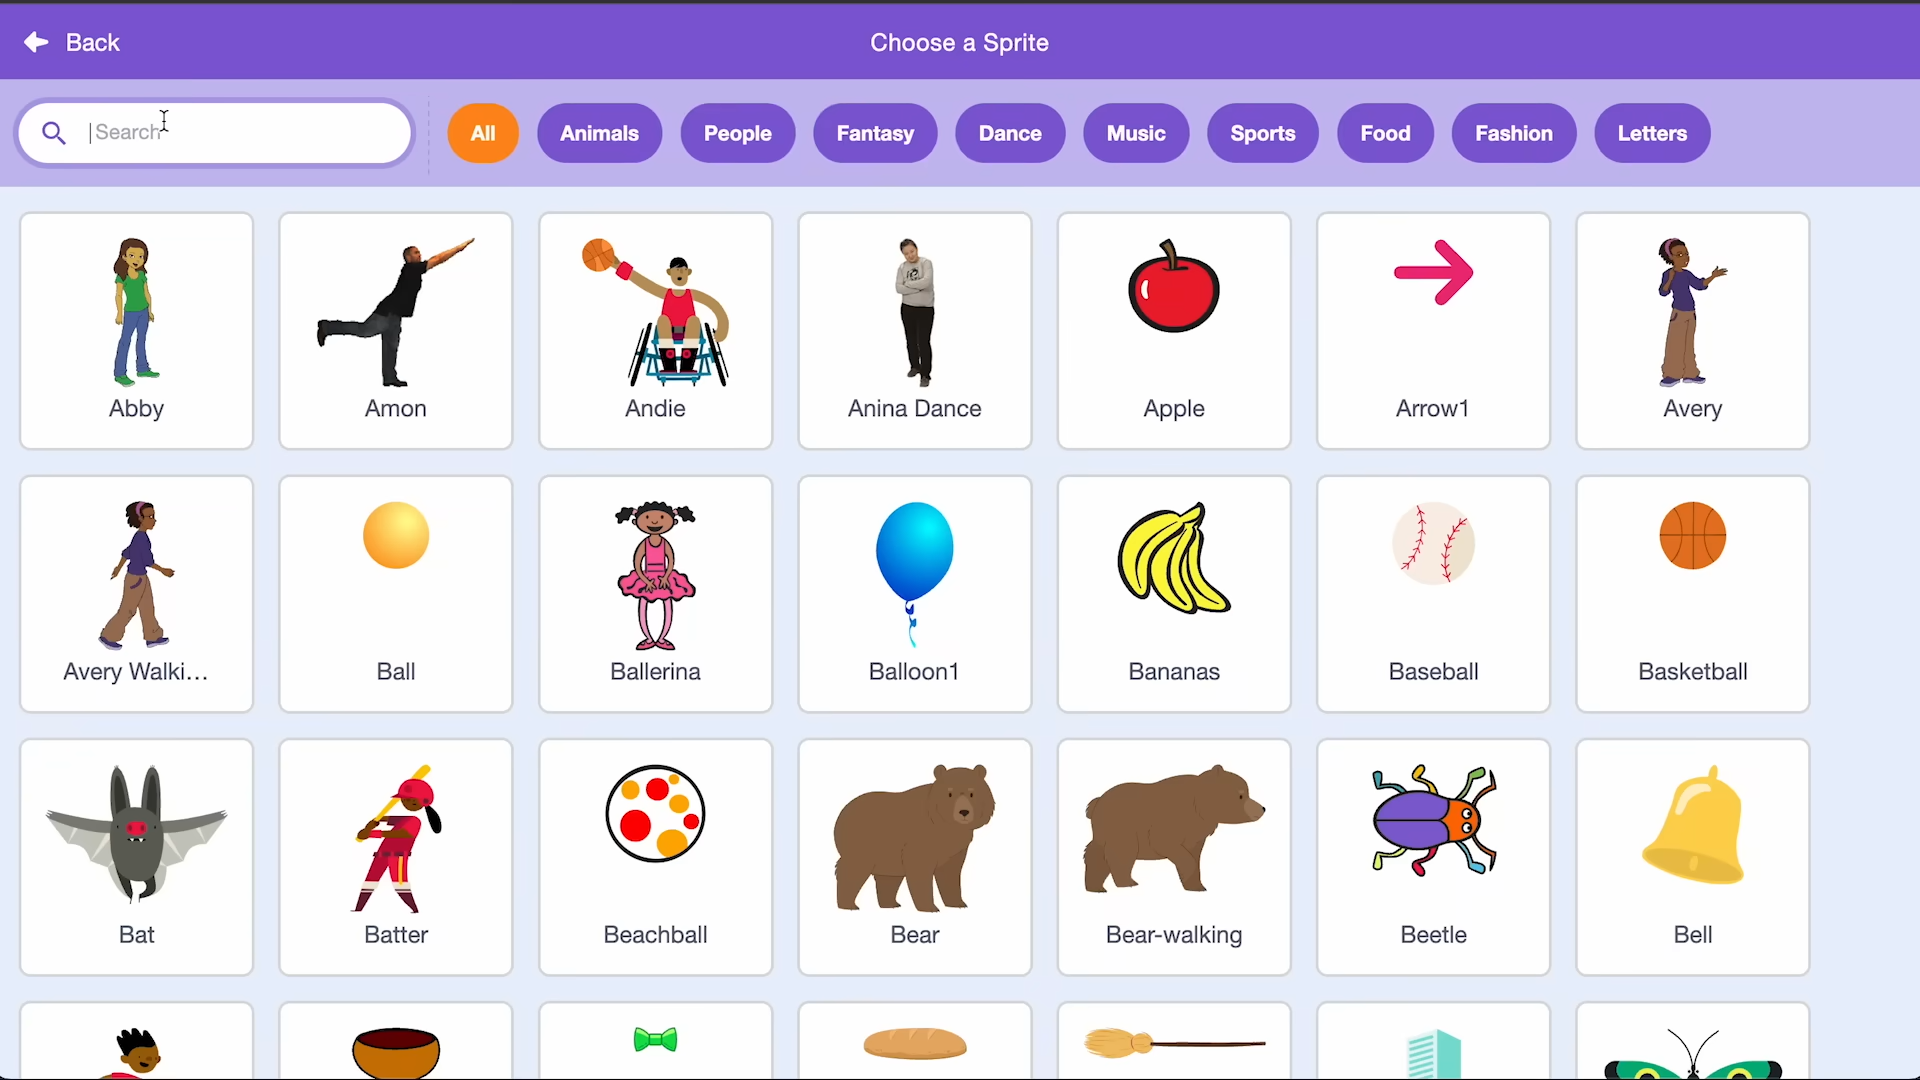 Back
Choose a Sprite
Search
All
Animals
People
Fantasy
Dance
Music
Sports
Food
Fashion
Letters
Abby
Amon
Andie
Anina Dance
Apple
Arrow1
Avery
Avery Walki...
Ball
Ballerina
Balloon1
Bananas
Baseball
Basketball
Bat
Batter
Beachball
Bear
Bear-walking
Beetle
Bell